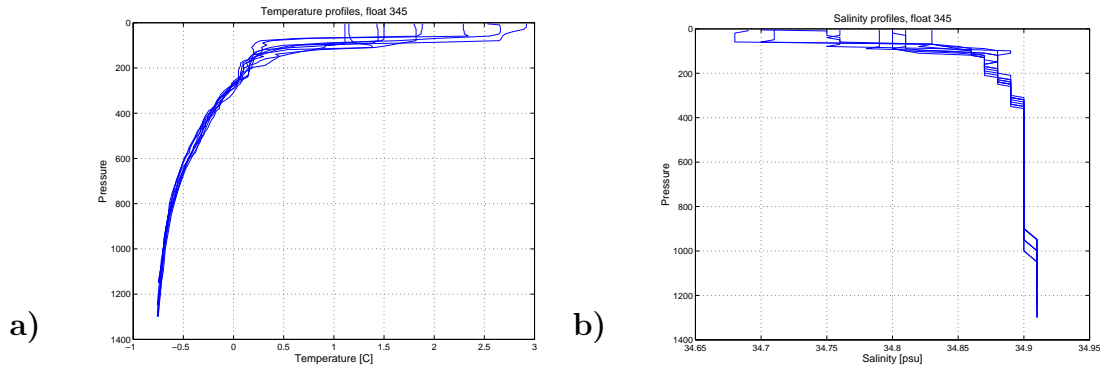 Temperature profiles, float 345
0
200
400
600
800
1000
1200
1400
Pressure
−1 −0.5 0 0.5 1 1.5 2 2.5 3
Temperature [C]
a)
Salinity profiles, float 345
0
200
400
600
800
1000
1200
1400
Pressure
34.65 34.7 34.75 34.8 34.85 34.9 34.95
Salinity [psu]
b)